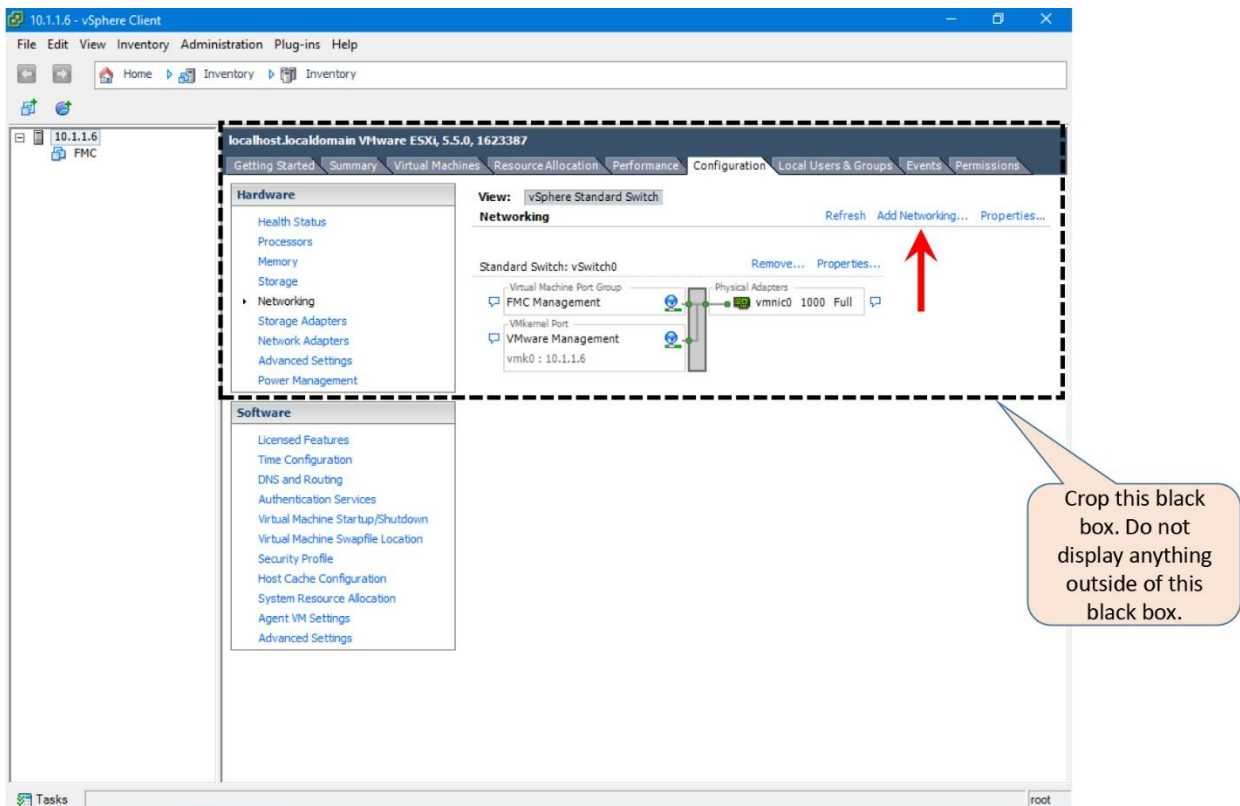 10.1.1.6 - vSphere Client
File Edit View Inventory Administration Plug-ins Help
Home Inventory Inventory
10.1.1.6
FMC
localhost.localdomain VMware ESXi, 5.5.0, 1623387
Getting Started Summary Virtual Machines Resource Allocation Performance Configuration Local Users & Groups Events Permissions
Hardware
Health Status
Processors
Memory
Storage
Networking
Storage Adapters
Network Adapters
Advanced Settings
Power Management
Software
Licensed Features
Time Configuration
DNS and Routing
Authentication Services
Virtual Machine Startup/Shutdown
Virtual Machine Swapfile Location
Security Profile
Host Cache Configuration
System Resource Allocation
Agent VM Settings
Advanced Settings
View: vSphere Standard Switch
Networking Refresh Add Networking... Properties...
Standard Switch: vSwitch0 Remove... Properties...
Virtual Machine Port Group Physical Adapters
FMC Management vmnic0 1000 Full
VMkernel Port
VMware Management
vmk0 : 10.1.1.6
Crop this black
box. Do not
display anything
outside of this
black box.
Tasks root